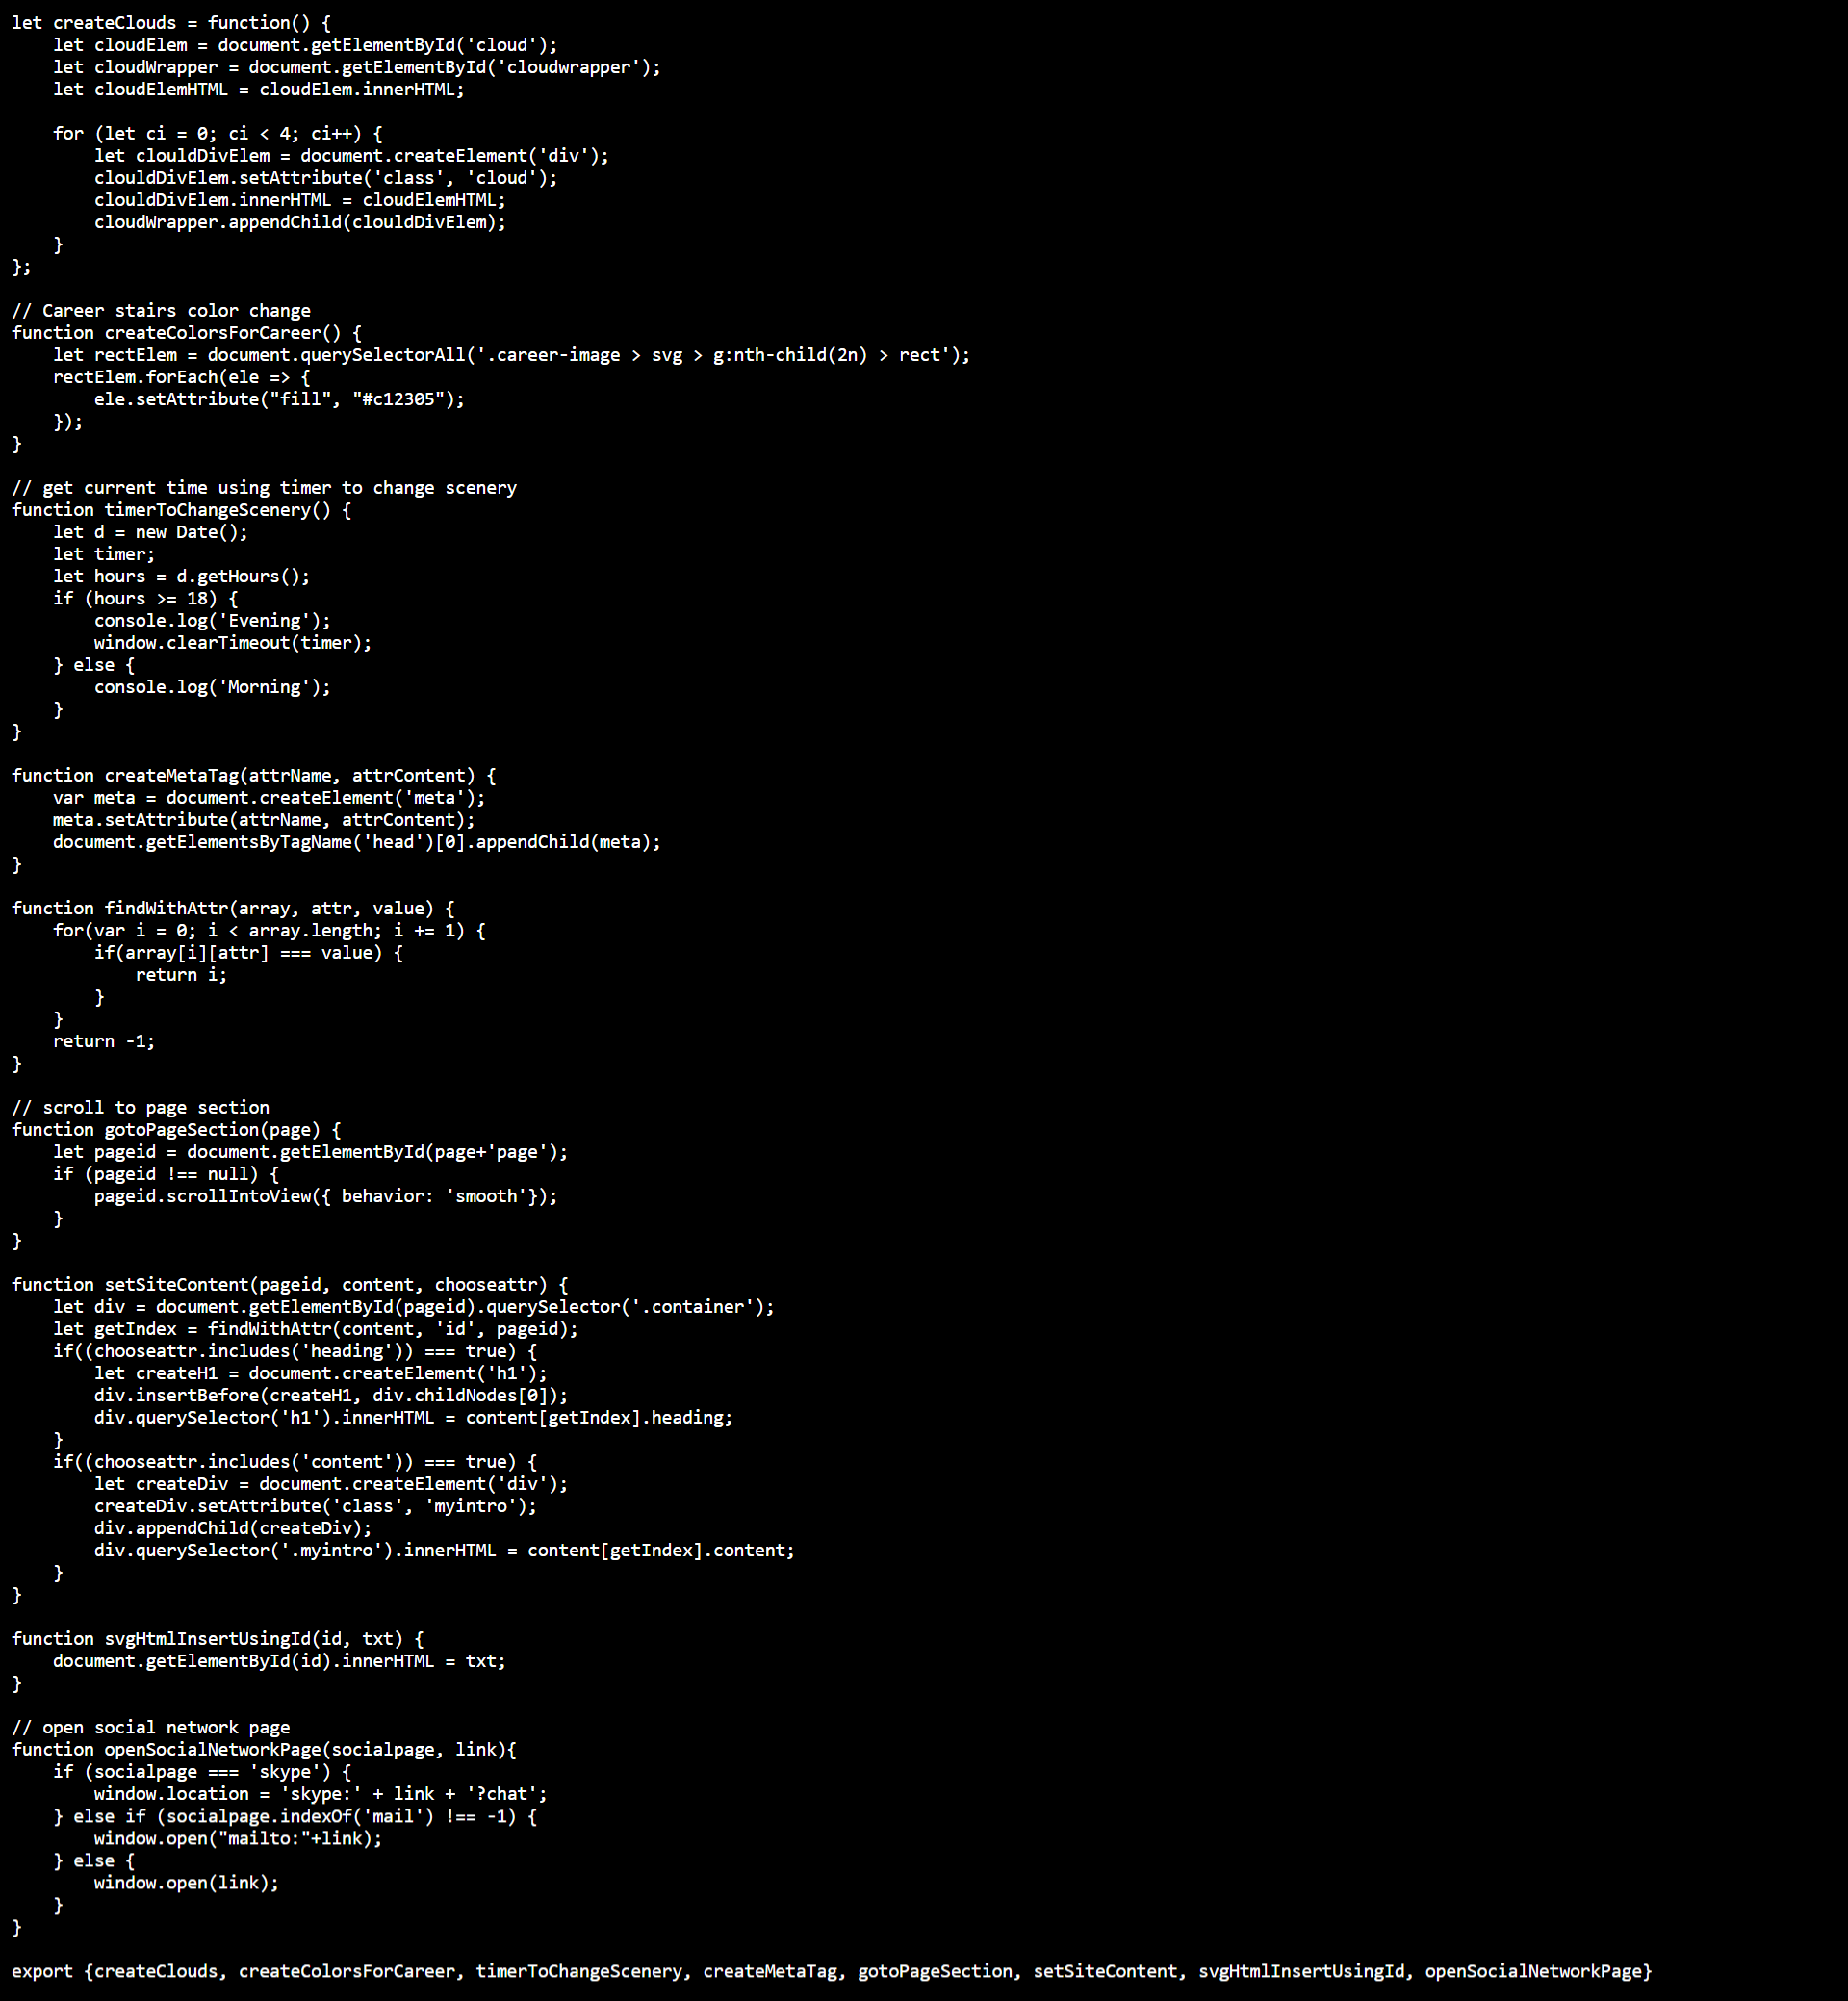 let createClouds = function() {
    let cloudElem = document.getElementById('cloud');
    let cloudWrapper = document.getElementById('cloudwrapper');
    let cloudElemHTML = cloudElem.innerHTML;

    for (let ci = 0; ci < 4; ci++) {
        let clouldDivElem = document.createElement('div');
        clouldDivElem.setAttribute('class', 'cloud');
        clouldDivElem.innerHTML = cloudElemHTML;
        cloudWrapper.appendChild(clouldDivElem);
    }
};

// Career stairs color change
function createColorsForCareer() {
    let rectElem = document.querySelectorAll('.career-image > svg > g:nth-child(2n) > rect');
    rectElem.forEach(ele => {
        ele.setAttribute("fill", "#c12305");
    });
}

// get current time using timer to change scenery
function timerToChangeScenery() {
    let d = new Date();
    let timer;
    let hours = d.getHours();
    if (hours >= 18) {
        console.log('Evening');
        window.clearTimeout(timer);
    } else {
        console.log('Morning');
    }
}

function createMetaTag(attrName, attrContent) {
    var meta = document.createElement('meta');
    meta.setAttribute(attrName, attrContent);
    document.getElementsByTagName('head')[0].appendChild(meta);
}

function findWithAttr(array, attr, value) {
    for(var i = 0; i < array.length; i += 1) {
        if(array[i][attr] === value) {
            return i;
        }
    }
    return -1;
}

// scroll to page section
function gotoPageSection(page) {
    let pageid = document.getElementById(page+'page');
    if (pageid !== null) {
        pageid.scrollIntoView({ behavior: 'smooth'});
    }
}

function setSiteContent(pageid, content, chooseattr) {
    let div = document.getElementById(pageid).querySelector('.container');
    let getIndex = findWithAttr(content, 'id', pageid);
    if((chooseattr.includes('heading')) === true) {
        let createH1 = document.createElement('h1');
        div.insertBefore(createH1, div.childNodes[0]);
        div.querySelector('h1').innerHTML = content[getIndex].heading;
    }
    if((chooseattr.includes('content')) === true) {
        let createDiv = document.createElement('div');
        createDiv.setAttribute('class', 'myintro');
        div.appendChild(createDiv);
        div.querySelector('.myintro').innerHTML = content[getIndex].content;
    }
}

function svgHtmlInsertUsingId(id, txt) {
    document.getElementById(id).innerHTML = txt;
}

// open social network page
function openSocialNetworkPage(socialpage, link){
    if (socialpage === 'skype') {
        window.location = 'skype:' + link + '?chat';
    } else if (socialpage.indexOf('mail') !== -1) {
        window.open("mailto:"+link);
    } else {
        window.open(link);
    }
}

export {createClouds, createColorsForCareer, timerToChangeScenery, createMetaTag, gotoPageSection, setSiteContent, svgHtmlInsertUsingId, openSocialNetworkPage}